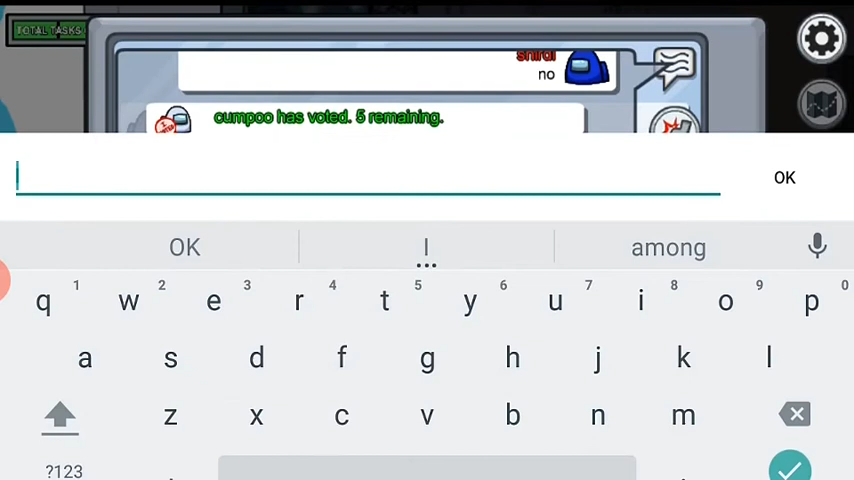 TOTAL TASKS
shirdi
no
cumpoo has voted. 5 remaining.
OK
OK I among
1 2 3 4 5 6 7 8 9 0
q w e r t y u i o p
a s d f g h j k l
z x c v b n m
?123